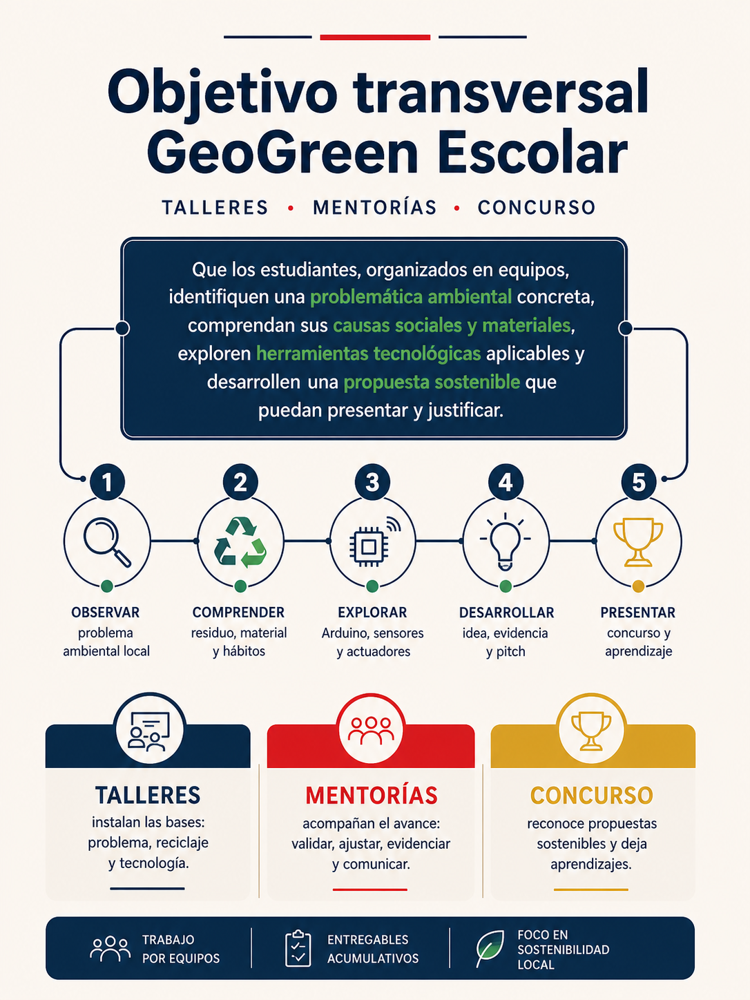 Objetivo transversal
GeoGreen Escolar
TALLERES • MENTORÍAS • CONCURSO
Que los estudiantes, organizados en equipos,
identifiquen una problemática ambiental concreta,
comprendan sus causas sociales y materiales,
exploren herramientas tecnológicas aplicables y
desarrollen una propuesta sostenible que
puedan presentar y justificar.
1
OBSERVAR
problema
ambiental local
2
COMPRENDER
residuo, material
y hábitos
3
EXPLORAR
Arduino, sensores
y actuadores
4
DESARROLLAR
idea, evidencia
y pitch
5
PRESENTAR
concurso y
aprendizaje
TALLERES
instalan las bases:
problema, reciclaje
y tecnología.
MENTORÍAS
acompañan el avance:
validar, ajustar, evidenciar
y comunicar.
CONCURSO
reconoce propuestas
sostenibles y deja
aprendizajes.
TRABAJO
POR EQUIPOS
ENTREGABLES
ACUMULATIVOS
FOCO EN
SOSTENIBILIDAD
LOCAL